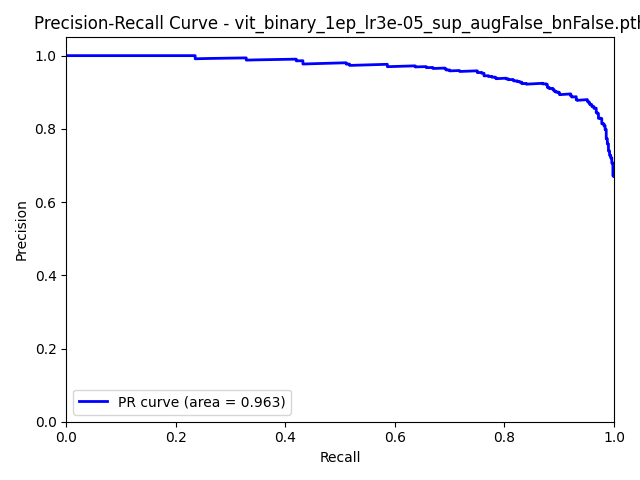 Precision-Recall Curve - vit_binary_1ep_lr3e-05_sup_augFalse_bnFalse.pth
1.0
0.8
0.6
0.4
0.2
0.0
Precision
PR curve (area = 0.963)
0.0 0.2 0.4 0.6 0.8 1.0
Recall